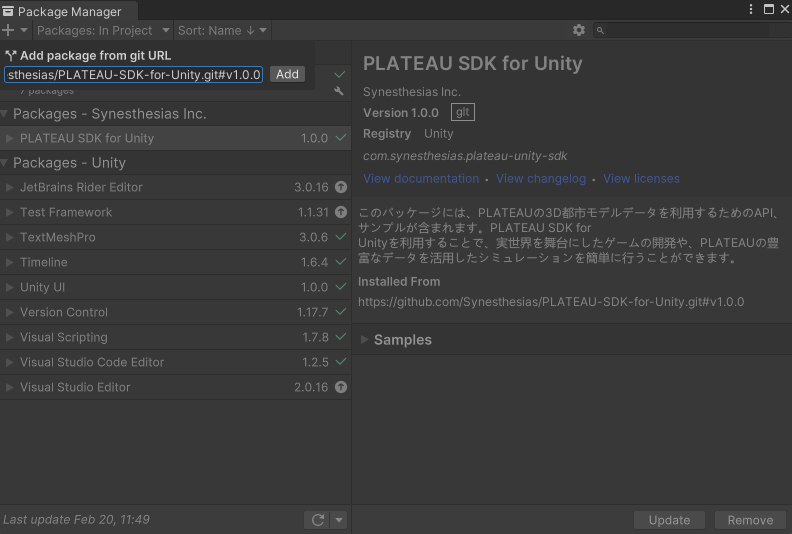 Package Manager
Packages: In Project
Sort: Name ↓
Add package from git URL
sthesias/PLATEAU-SDK-for-Unity.git#v1.0.0
Add
7 packages
Packages - Synesthesias Inc.
PLATEAU SDK for Unity 1.0.0
Packages - Unity
JetBrains Rider Editor 3.0.16
Test Framework 1.1.31
TextMeshPro 3.0.6
Timeline 1.6.4
Unity UI 1.0.0
Version Control 1.17.7
Visual Scripting 1.7.8
Visual Studio Code Editor 1.2.5
Visual Studio Editor 2.0.16
Last update Feb 20, 11:49
PLATEAU SDK for Unity
Synesthesias Inc.
Version 1.0.0 git
Registry Unity
com.synesthesias.plateau-unity-sdk
View documentation • View changelog • View licenses
このパッケージには、PLATEAUの3D都市モデルデータを利用するためのAPI、
サンプルが含まれます。PLATEAU SDK for
Unityを利用することで、実世界を舞台にしたゲームの開発や、PLATEAUの豊
富なデータを活用したシミュレーションを簡単に行うことができます。
Installed From
https://github.com/Synesthesias/PLATEAU-SDK-for-Unity.git#v1.0.0
Samples
Update
Remove